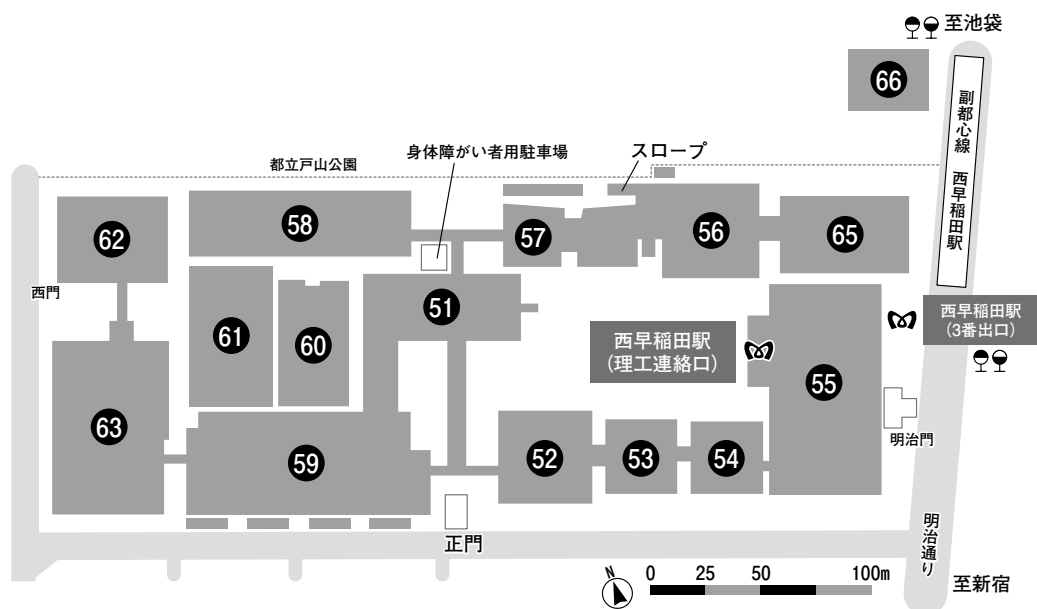 至池袋
66
副都心線 西早稲田駅
都立戸山公園
身体障がい者用駐車場
スロープ
62
58
57
56
65
西門
51
61
60
西早稲田駅
(理工連絡口)
西早稲田駅
(3番出口)
55
63
明治門
59
52
53
54
正門
明治通り
N
0 25 50 100m
至新宿